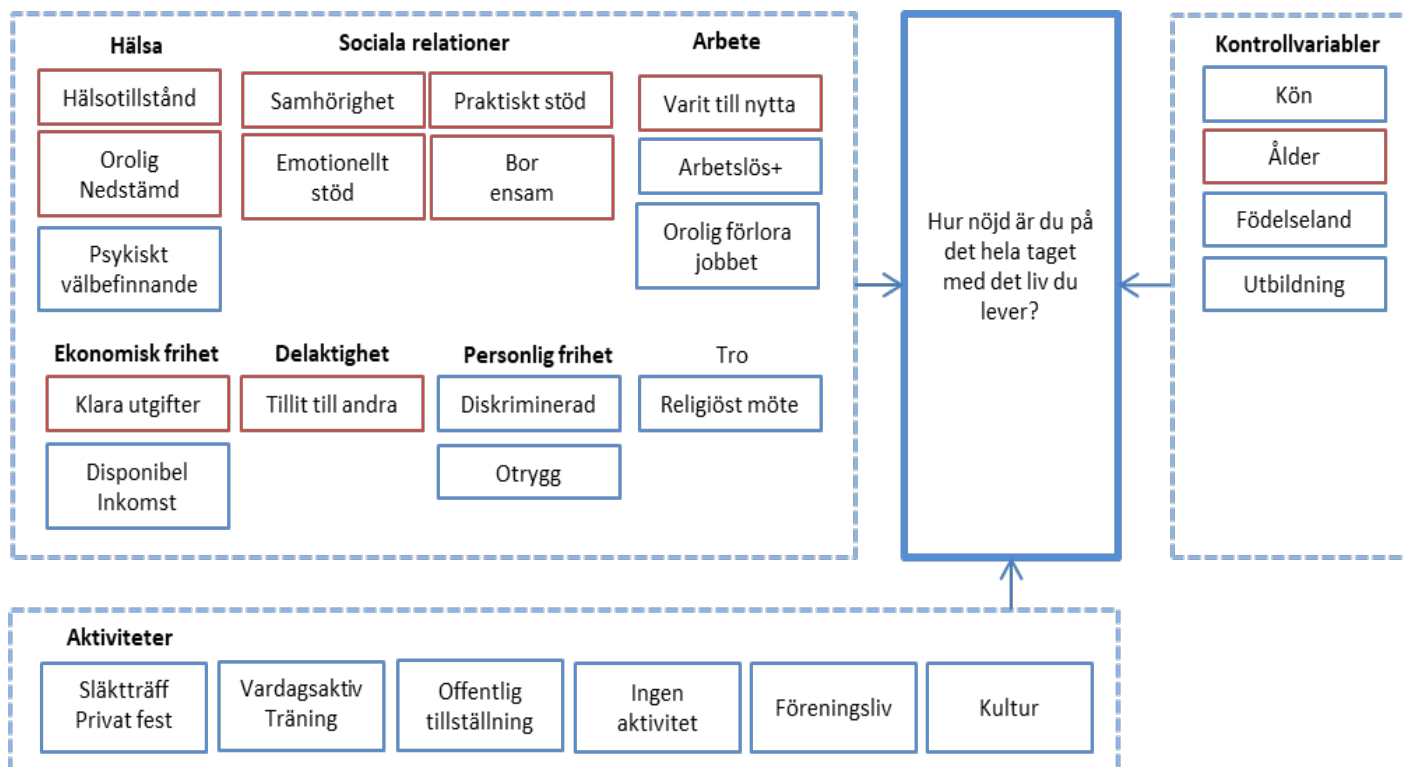 Hälsa
Hälsotillstånd
Orolig
Nedstämd
Psykiskt
välbefinnande
Sociala relationer
Samhörighet
Praktiskt stöd
Emotionellt
stöd
Bor
ensam
Arbete
Varit till nytta
Arbetslös+
Orolig förlora
jobbet
Ekonomisk frihet
Klara utgifter
Disponibel
Inkomst
Delaktighet
Tillit till andra
Personlig frihet
Diskriminerad
Otrygg
Tro
Religiöst möte
Hur nöjd är du på
det hela taget
med det liv du
lever?
Kontrollvariabler
Kön
Ålder
Födelseland
Utbildning
Aktiviteter
Släktträff
Privat fest
Vardagsaktiv
Träning
Offentlig
tillställning
Ingen
aktivitet
Föreningsliv
Kultur